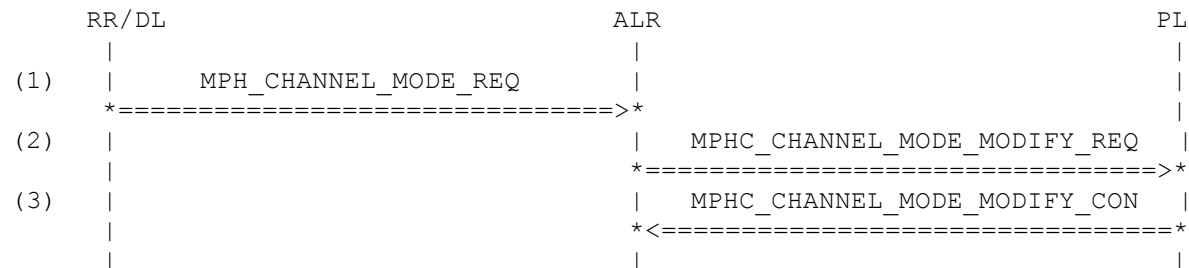 RR/DL ALR PL
(1) MPH_CHANNEL_MODE_REQ
(2) MPHC_CHANNEL_MODE_MODIFY_REQ
(3) MPHC_CHANNEL_MODE_MODIFY_CON